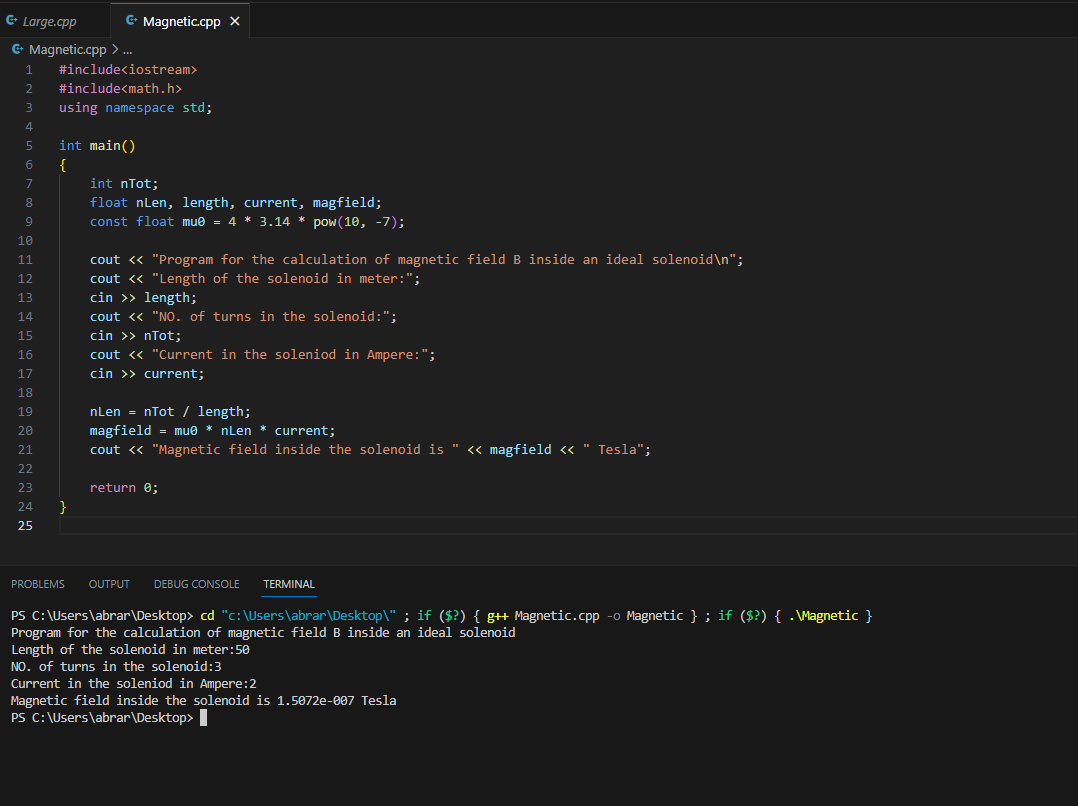 Large.cpp
Magnetic.cpp
Magnetic.cpp > ...
1 #include<iostream>
2 #include<math.h>
3 using namespace std;
4
5 int main()
6 {
7     int nTot;
8     float nLen, length, current, magfield;
9     const float mu0 = 4 * 3.14 * pow(10, -7);
10
11     cout << "Program for the calculation of magnetic field B inside an ideal solenoid\n";
12     cout << "Length of the solenoid in meter:";
13     cin >> length;
14     cout << "NO. of turns in the solenoid:";
15     cin >> nTot;
16     cout << "Current in the soleniod in Ampere:";
17     cin >> current;
18
19     nLen = nTot / length;
20     magfield = mu0 * nLen * current;
21     cout << "Magnetic field inside the solenoid is " << magfield << " Tesla";
22
23     return 0;
24 }
25
PROBLEMS OUTPUT DEBUG CONSOLE TERMINAL
PS C:\Users\abrar\Desktop> cd "c:\Users\abrar\Desktop\" ; if ($?) { g++ Magnetic.cpp -o Magnetic } ; if ($?) { .\Magnetic }
Program for the calculation of magnetic field B inside an ideal solenoid
Length of the solenoid in meter:50
NO. of turns in the solenoid:3
Current in the soleniod in Ampere:2
Magnetic field inside the solenoid is 1.5072e-007 Tesla
PS C:\Users\abrar\Desktop>